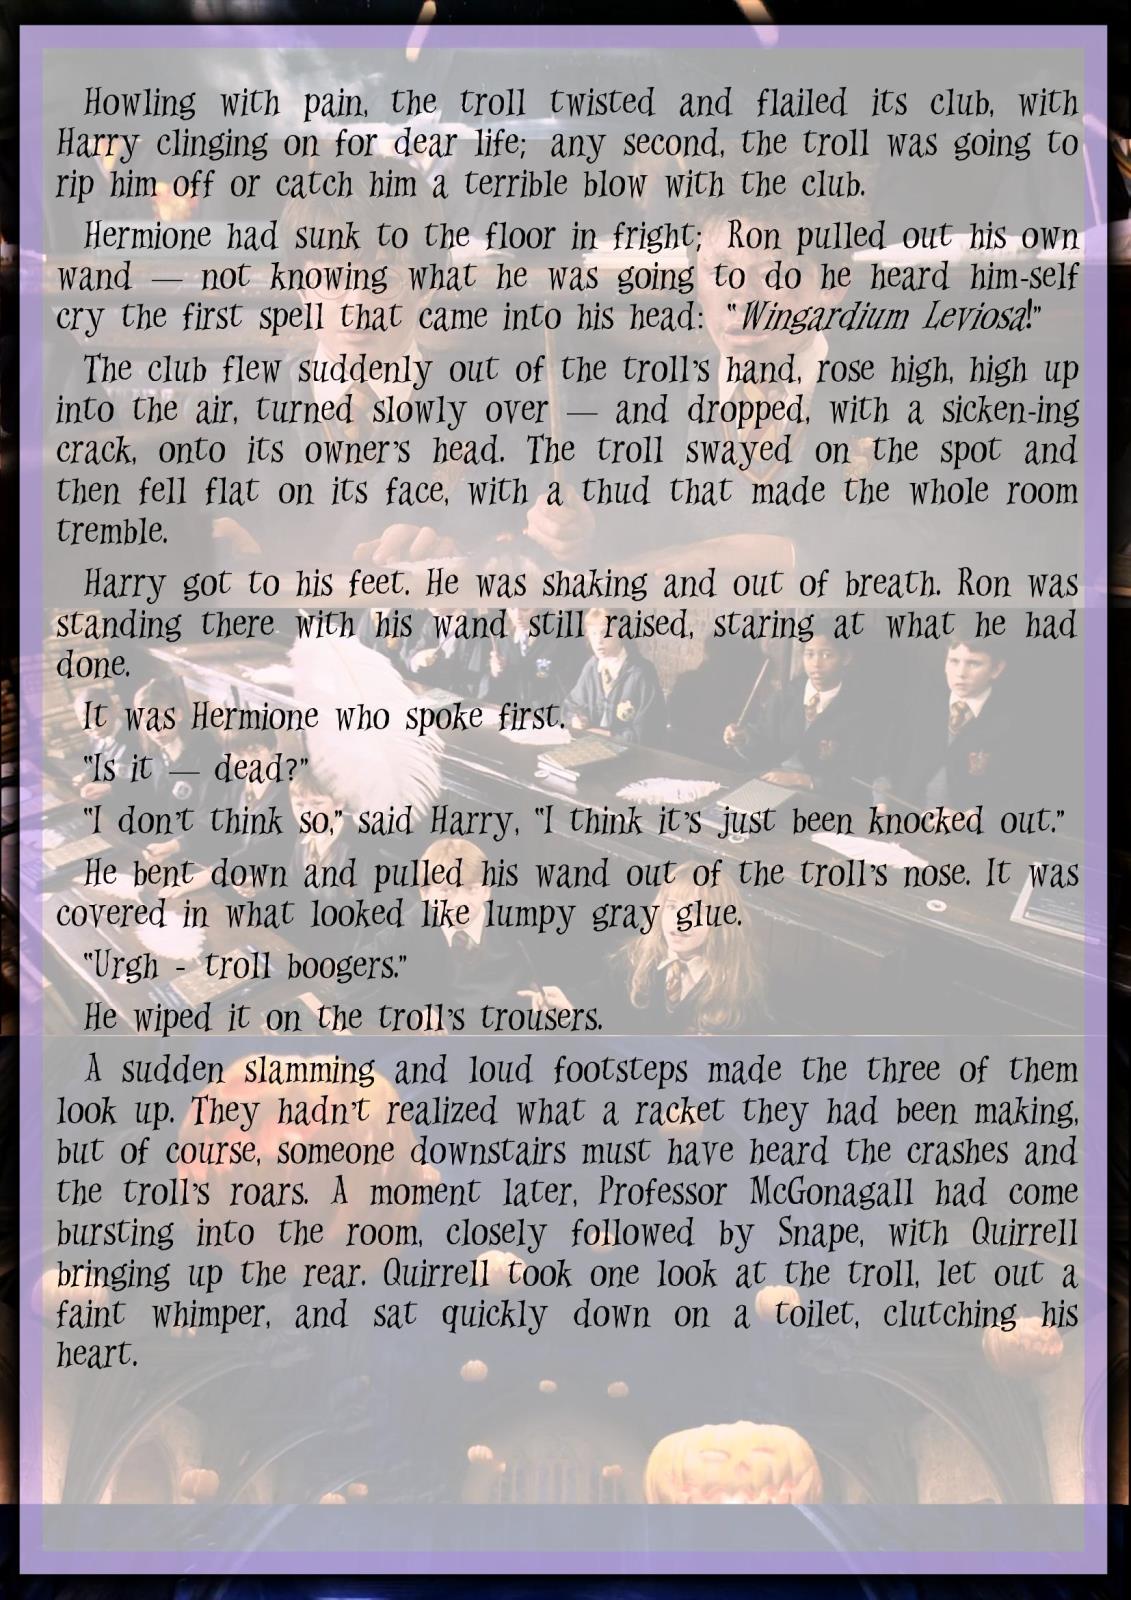 Howling with pain, the troll twisted and flailed its club, with
Harry clinging on for dear life; any second, the troll was going to
rip him off or catch him a terrible blow with the club.
Hermione had sunk to the floor in fright; Ron pulled out his own
wand — not knowing what he was going to do he heard him-self
cry the first spell that came into his head: "Wingardium Leviosa!"
The club flew suddenly out of the troll's hand, rose high, high up
into the air, turned slowly over — and dropped, with a sicken-ing
crack, onto its owner's head. The troll swayed on the spot and
then fell flat on its face, with a thud that made the whole room
tremble.
Harry got to his feet. He was shaking and out of breath. Ron was
standing there with his wand still raised, staring at what he had
done.
It was Hermione who spoke first.
"Is it — dead?"
"I don't think so," said Harry, "I think it's just been knocked out."
He bent down and pulled his wand out of the troll's nose. It was
covered in what looked like lumpy gray glue.
"Urgh - troll boogers."
He wiped it on the troll's trousers.
A sudden slamming and loud footsteps made the three of them
look up. They hadn't realized what a racket they had been making,
but of course, someone downstairs must have heard the crashes and
the troll's roars. A moment later, Professor McGonagall had come
bursting into the room, closely followed by Snape, with Quirrell
bringing up the rear. Quirrell took one look at the troll, let out a
faint whimper, and sat quickly down on a toilet, clutching his
heart.